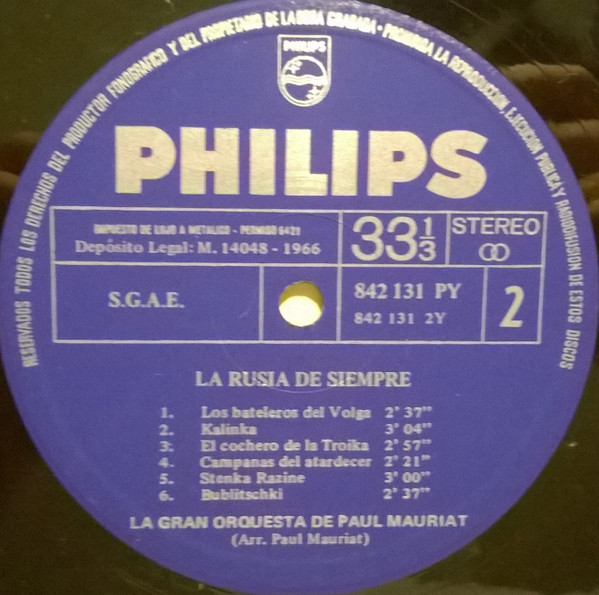 RESERVADOS TODOS LOS DERECHOS DEL PRODUCTOR FONOGRAFICO Y DEL PROPIETARIO DE LA OBRA GRABADA - PROHIBIDA LA REPRODUCCION, EJECUCION PUBLICA Y RADIODIFUSION DE ESTOS DISCOS
PHILIPS
PHILIPS
IMPUESTO DE LUJO A METALICO - PERMISO 6421
Depósito Legal: M. 14048 - 1966
33 1/3
STEREO
S.G.A.E.
842 131 PY
842 131 2Y
2
LA RUSIA DE SIEMPRE
1. Los bateleros del Volga 2' 37"
2. Kalinka 3' 04"
3. El cochero de la Troika 2' 57"
4. Campanas del atardecer 2' 21"
5. Stenka Razine 3' 00"
6. Bublitschki 2' 37"
LA GRAN ORQUESTA DE PAUL MAURIAT
(Arr. Paul Mauriat)